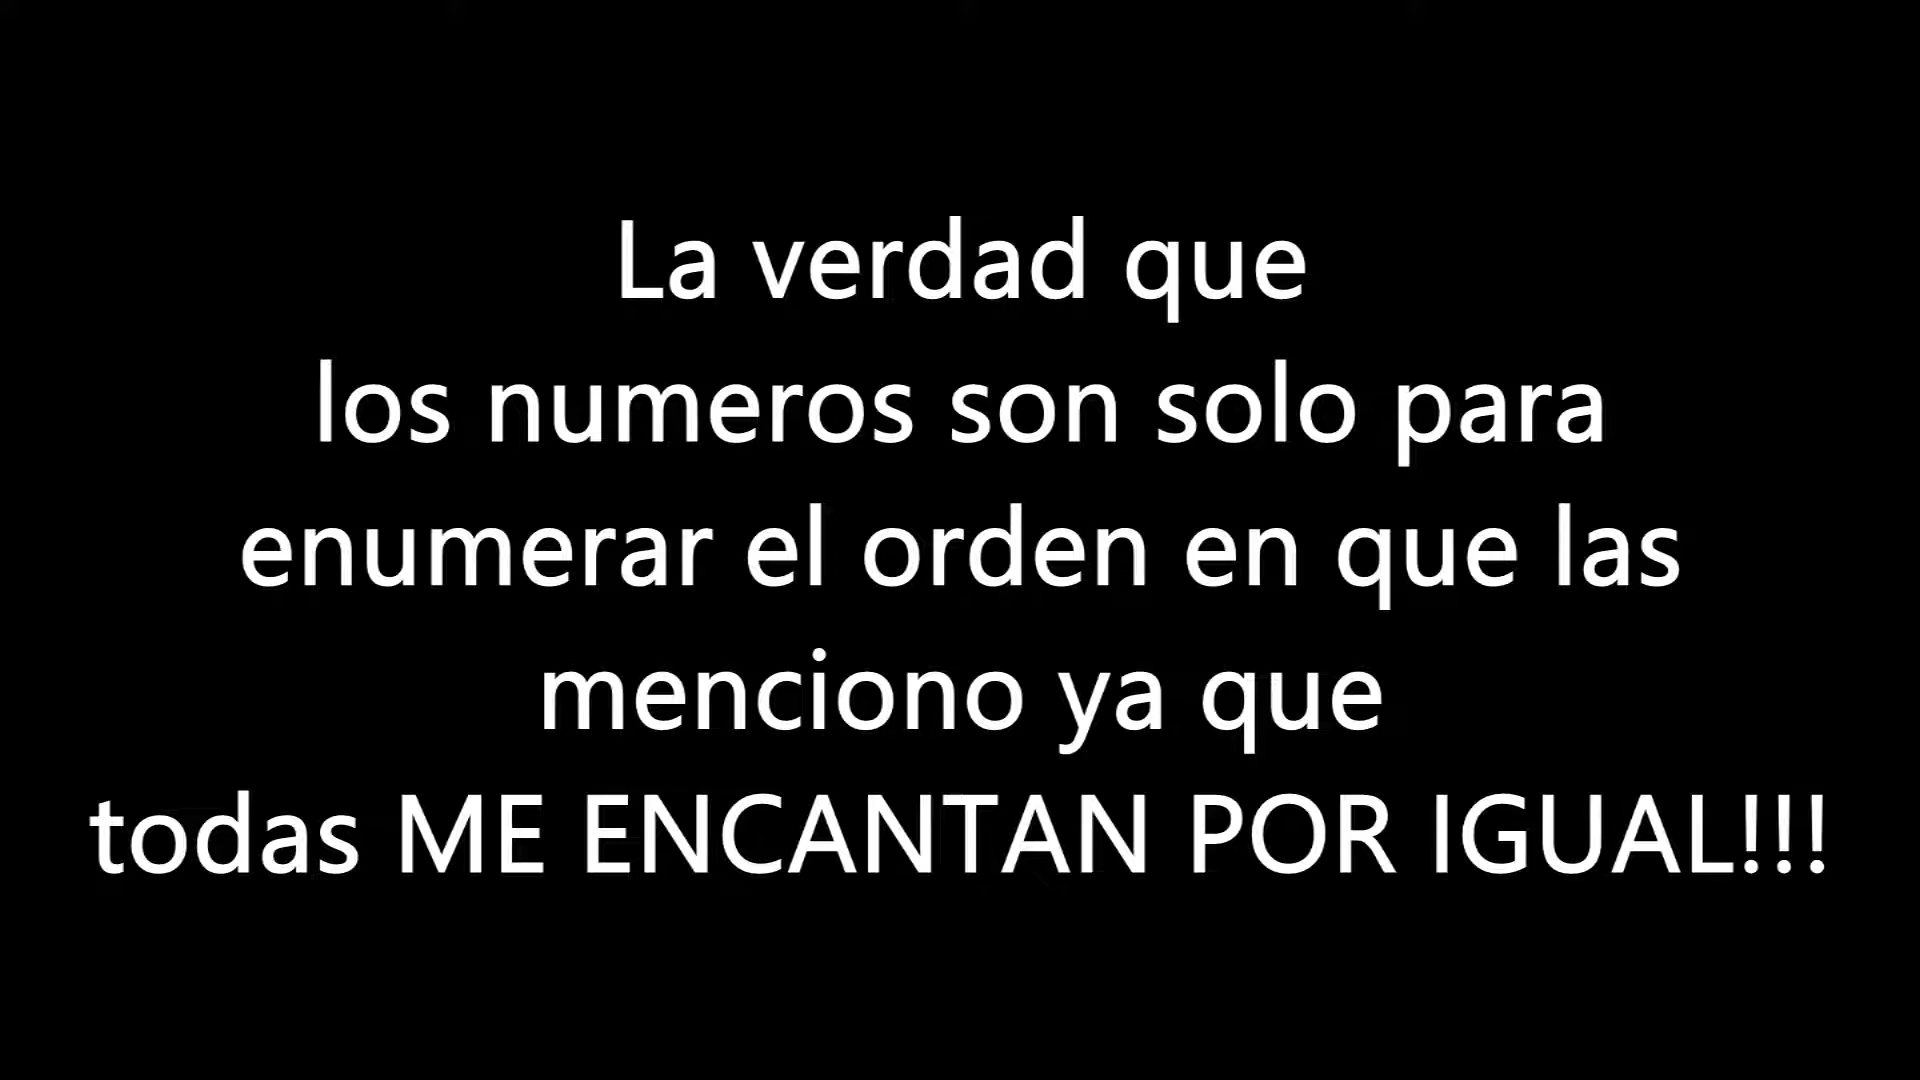 La verdad que
los numeros son solo para
enumerar el orden en que las
menciono ya que
todas ME ENCANTAN POR IGUAL!!!